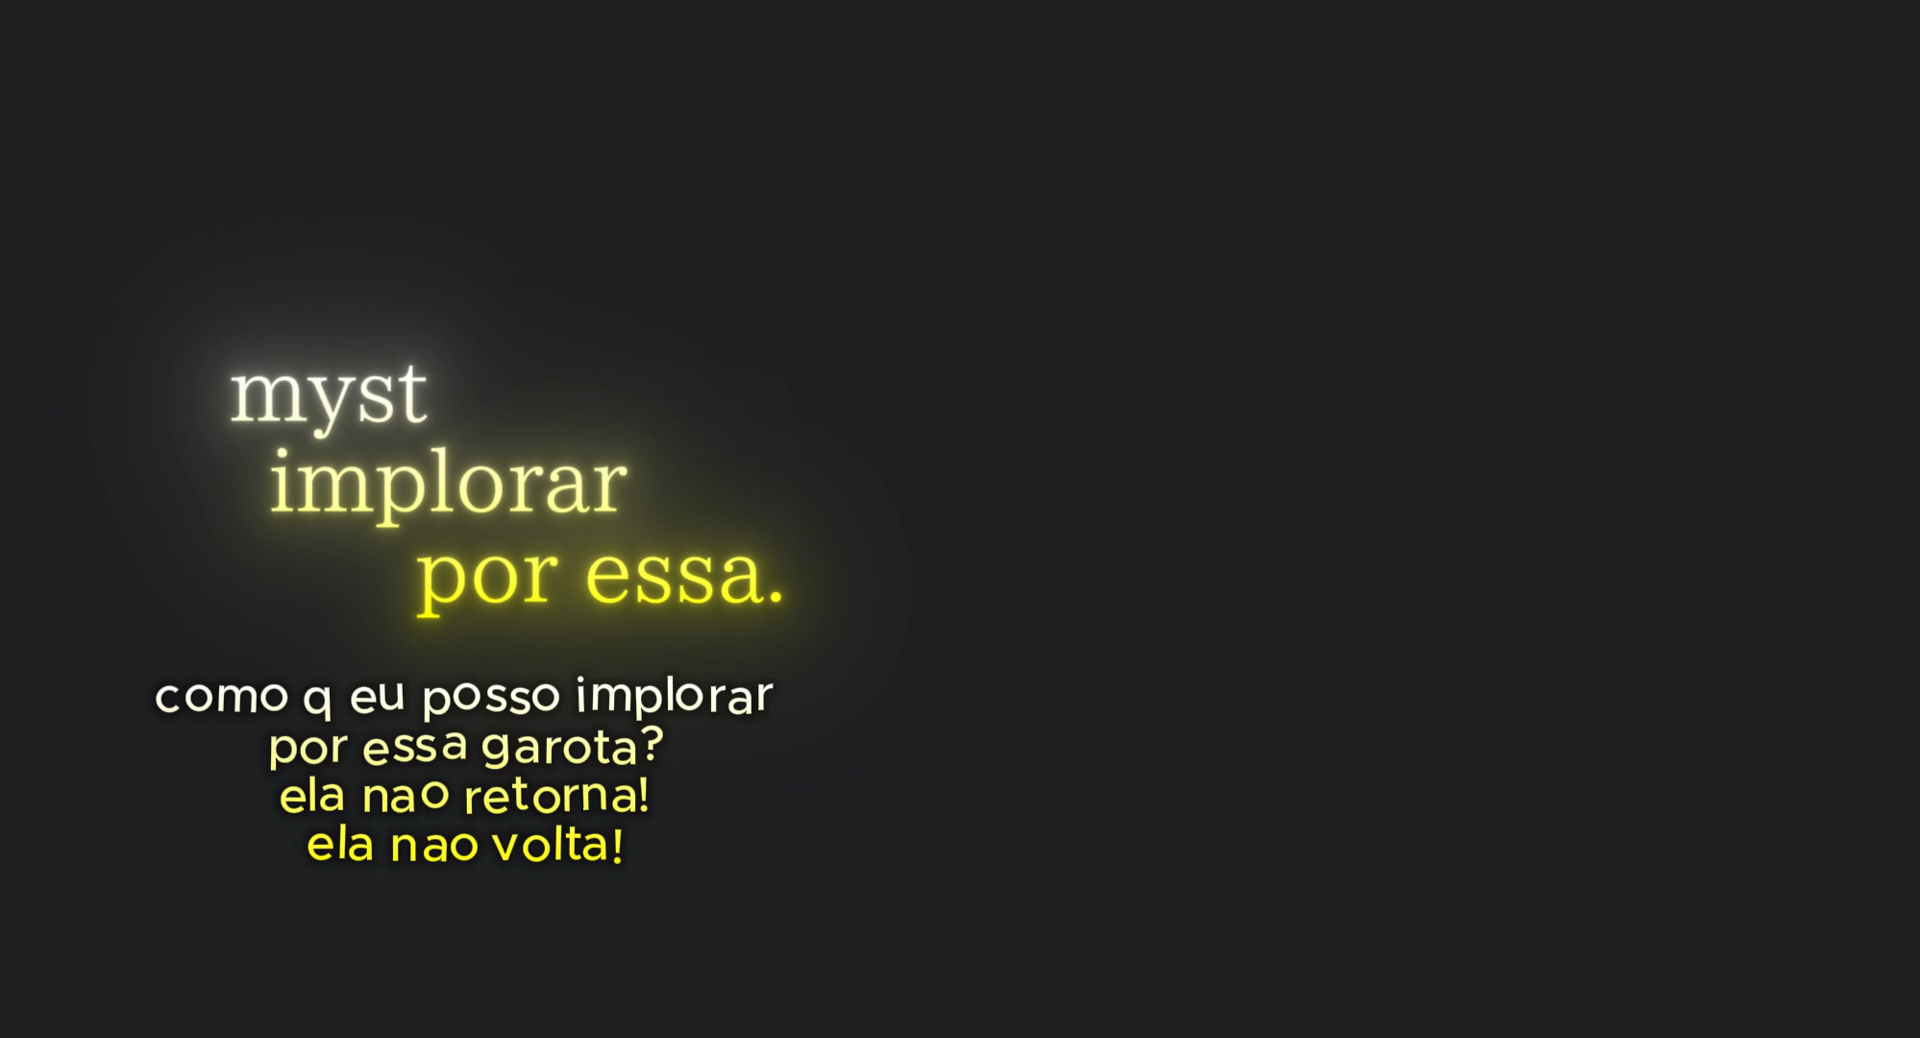 myst
implorar
por essa.
como q eu posso implorar
por essa garota?
ela nao retorna!
ela nao volta!